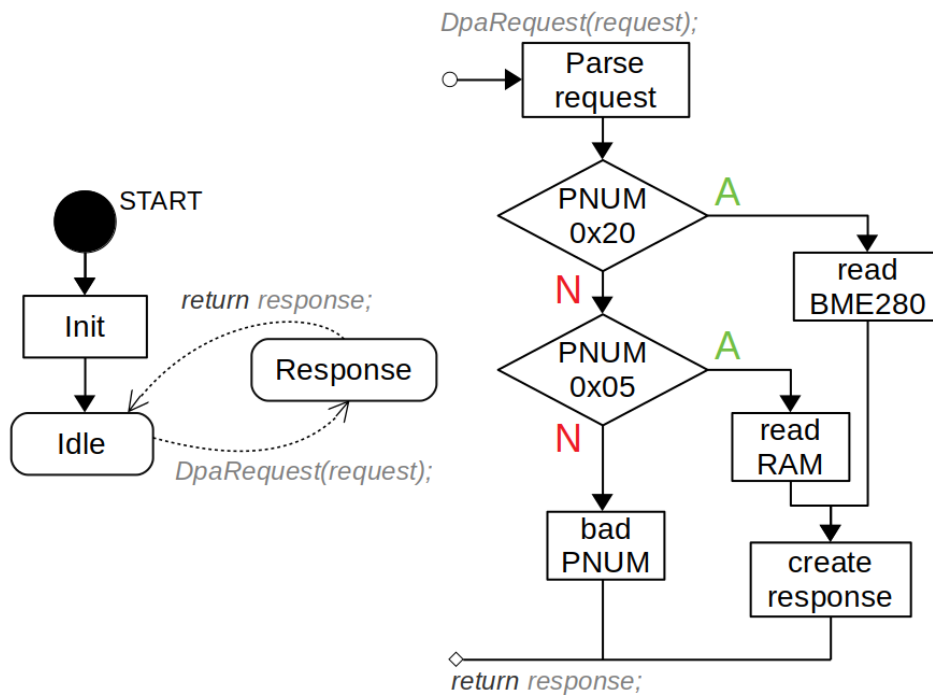 START
Init
Idle
return response;
Response
DpaRequest(request);
DpaRequest(request);
Parse
request
PNUM
0x20
A
N
read
BME280
PNUM
0x05
A
N
read
RAM
bad
PNUM
create
response
return response;